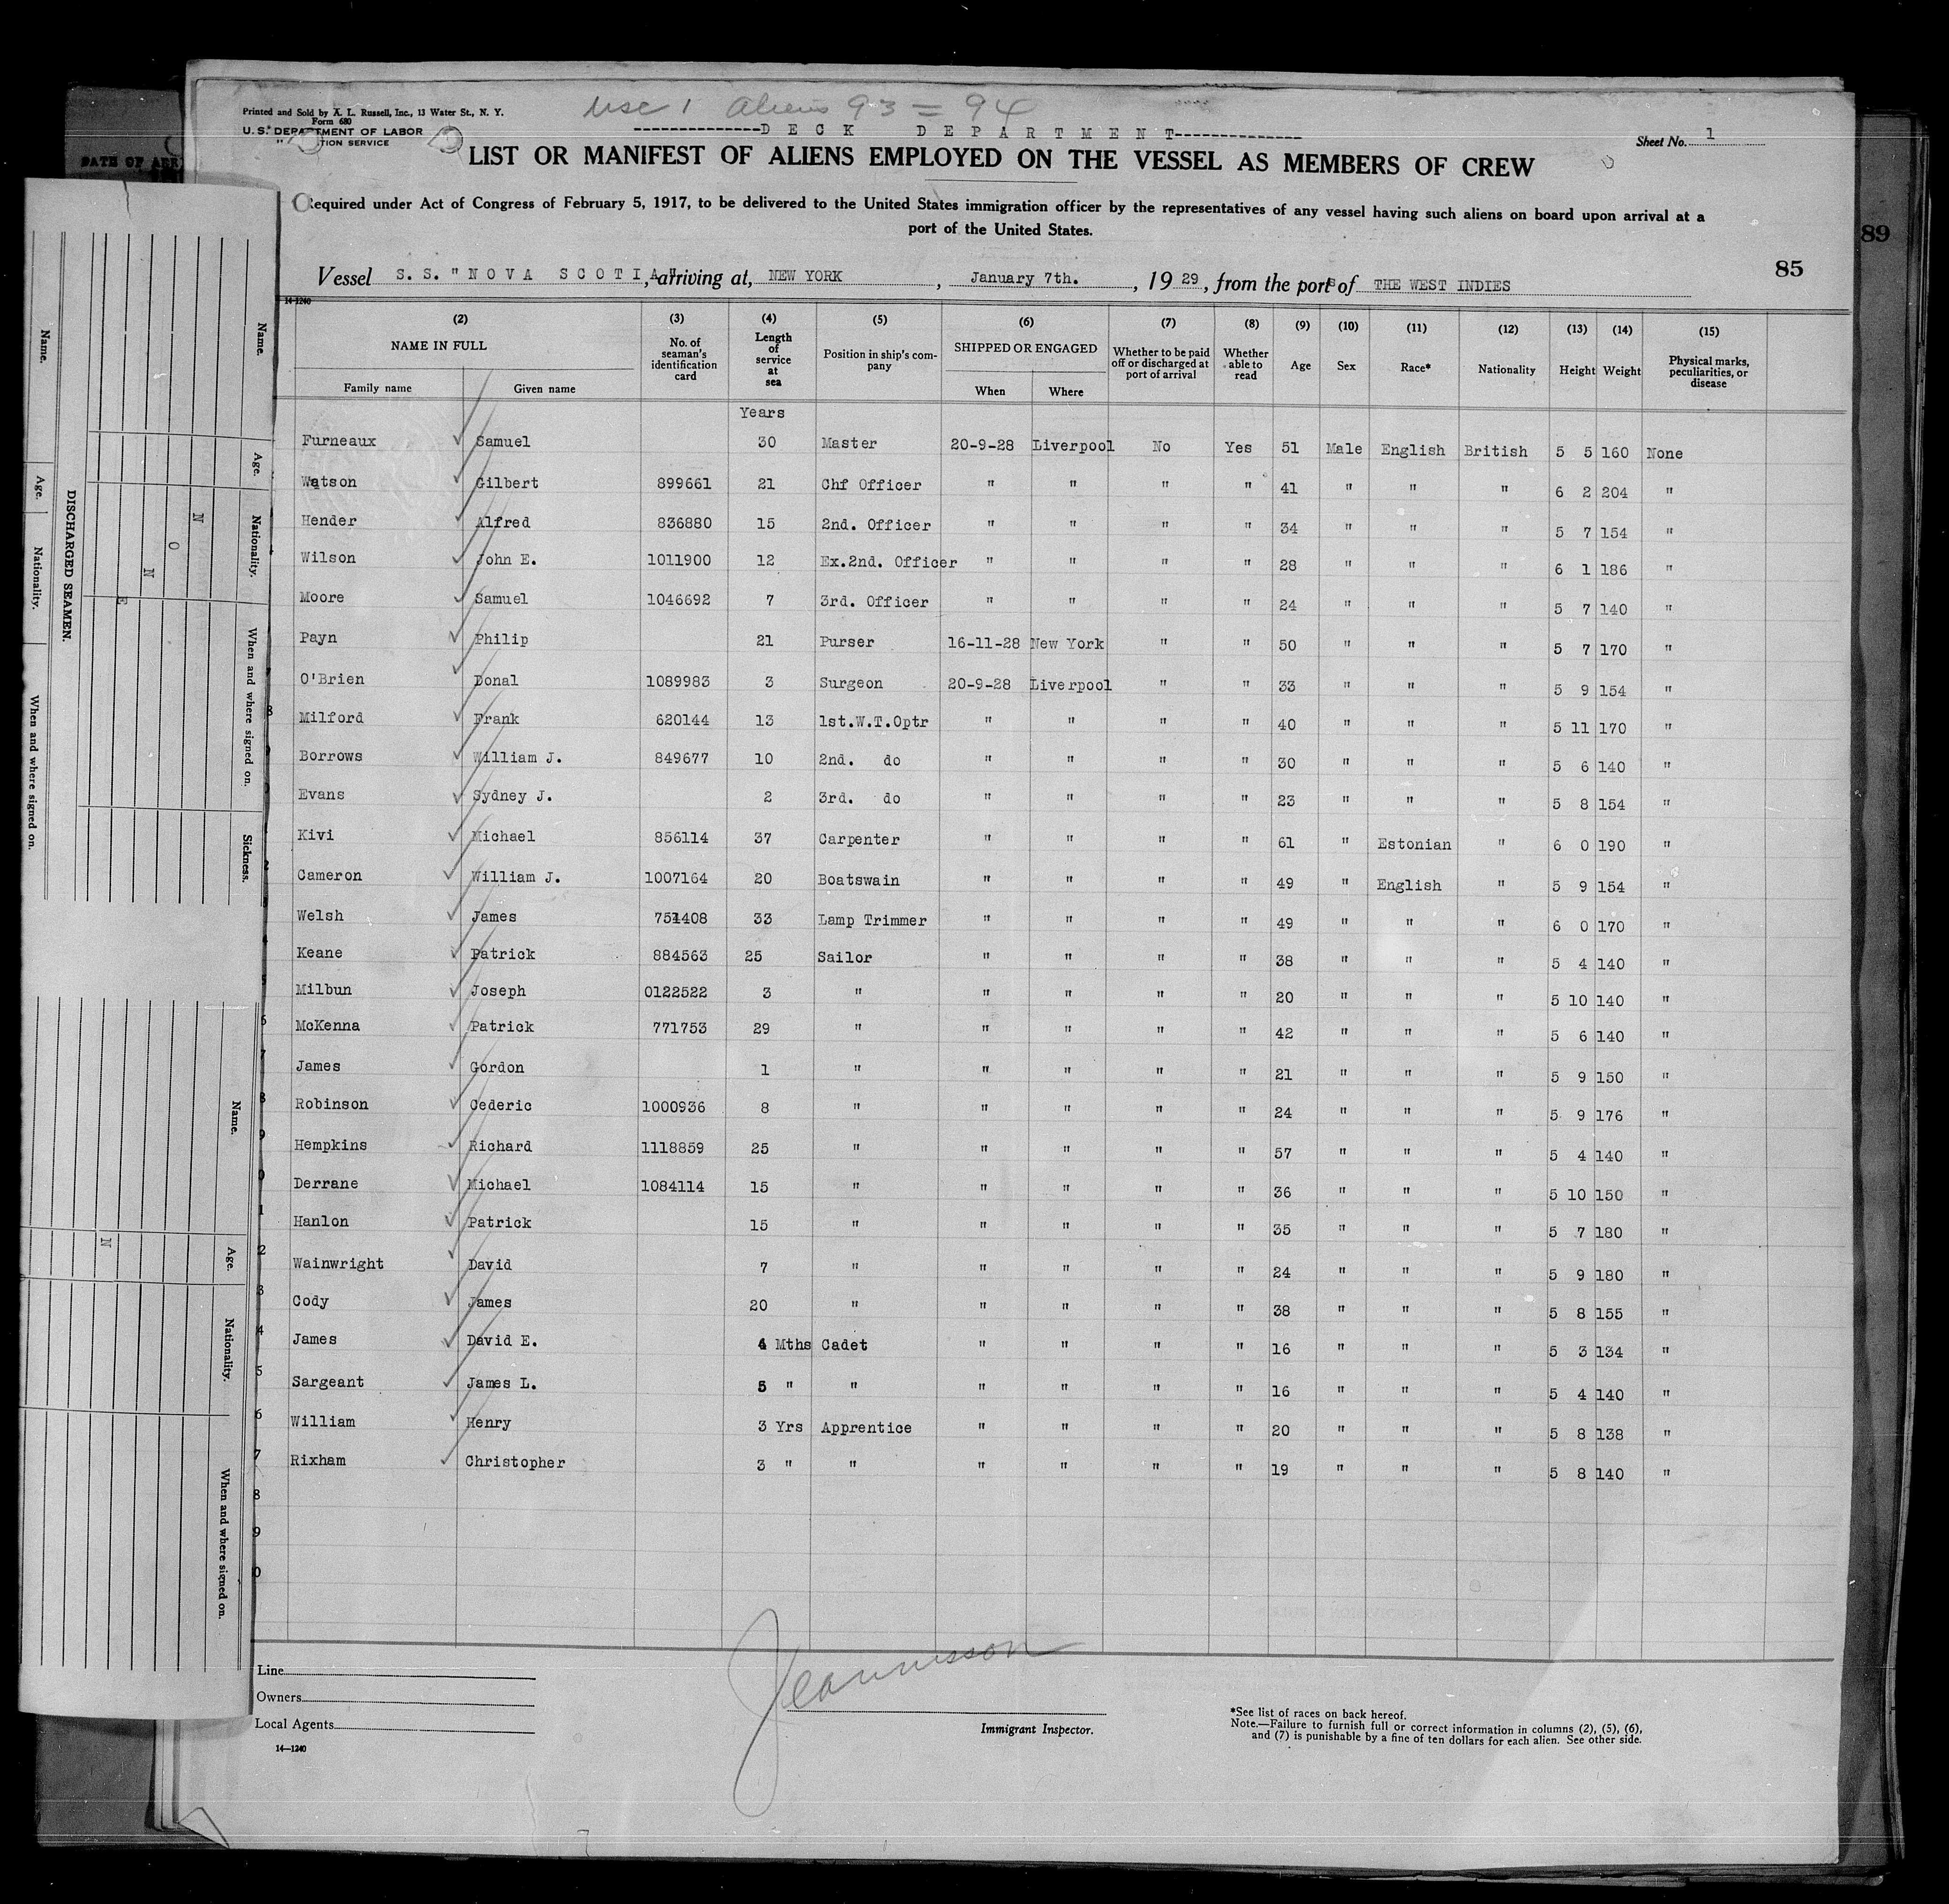 USC 1 aliens 93 = 94
Printed and Sold by A. L. Russell, Inc., 13 Water St., N. Y.
Form 680
U. S. DEPARTMENT OF LABOR
TION SERVICE
--------------D E C K D E P A R T M E N T--------------
Sheet No. 1
LIST OR MANIFEST OF ALIENS EMPLOYED ON THE VESSEL AS MEMBERS OF CREW
Required under Act of Congress of February 5, 1917, to be delivered to the United States immigration officer by the representatives of any vessel having such aliens on board upon arrival at a
port of the United States.
89
85
Vessel S. S. "N O V A S C O T I A", arriving at, NEW YORK, January 7th., 19 29, from the ports of THE WEST INDIES
14-1240
(2) (3) (4) (5) (6) (7) (8) (9) (10) (11) (12) (13) (14) (15)
NAME IN FULL No. of seaman's identification card Length of service at sea Position in ship's company SHIPPED OR ENGAGED Whether to be paid off or discharged at port of arrival Whether able to read Age Sex Race* Nationality Height Weight Physical marks, peculiarities, or disease
Family name Given name When Where
Years
Furneaux Samuel 30 Master 20-9-28 Liverpool No Yes 51 Male English British 5 5 160 None
Watson Gilbert 899661 21 Chf Officer " " " " 41 " " " 6 2 204 "
Hender Alfred 836880 15 2nd. Officer " " " " 34 " " " 5 7 154 "
Wilson John E. 1011900 12 Ex.2nd. Officer " " " " 28 " " " 6 1 186 "
Moore Samuel 1046692 7 3rd. Officer " " " " 24 " " " 5 7 140 "
Payn Philip 21 Purser 16-11-28 New York " " 50 " " " 5 7 170 "
O'Brien Donal 1089983 3 Surgeon 20-9-28 Liverpool " " 33 " " " 5 9 154 "
Milford Frank 620144 13 1st.W.T.Optr " " " " 40 " " " 5 11 170 "
Borrows William J. 849677 10 2nd. do " " " " 30 " " " 5 6 140 "
Evans Sydney J. 2 3rd. do " " " " 23 " " " 5 8 154 "
Kivi Michael 856114 37 Carpenter " " " " 61 " Estonian " 6 0 190 "
Cameron William J. 1007164 20 Boatswain " " " " 49 " English " 5 9 154 "
Welsh James 751408 33 Lamp Trimmer " " " " 49 " " " 6 0 170 "
Keane Patrick 884563 25 Sailor " " " " 38 " " " 5 4 140 "
Milbun Joseph 0122522 3 " " " " " 20 " " " 5 10 140 "
McKenna Patrick 771753 29 " " " " " 42 " " " 5 6 140 "
James Gordon 1 " " " " " 21 " " " 5 9 150 "
Robinson Cederic 1000936 8 " " " " " 24 " " " 5 9 176 "
Hempkins Richard 1118859 25 " " " " " 57 " " " 5 4 140 "
Derrane Michael 1084114 15 " " " " " 36 " " " 5 10 150 "
Hanlon Patrick 15 " " " " " 35 " " " 5 7 180 "
Wainwright David 7 " " " " " 24 " " " 5 9 180 "
Cody James 20 " " " " " 38 " " " 5 8 155 "
James David E. 4 Mths Cadet " " " " 16 " " " 5 3 134 "
Sargeant James L. 5 " " " " " " 16 " " " 5 4 140 "
William Henry 3 Yrs Apprentice " " " " 20 " " " 5 8 138 "
Rixham Christopher 3 " " " " " " 19 " " " 5 8 140 "
8
9
0
Line
Owners
Local Agents
14—1240
Immigrant Inspector.
*See list of races on back hereof.
Note.—Failure to furnish full or correct information in columns (2), (5), (6),
and (7) is punishable by a fine of ten dollars for each alien. See other side.
DISCHARGED SEAMEN.
Name. Age. Nationality. When and where signed on.
Name. Age. Nationality. When and where signed on. Sickness.
N O N E
Name. Age. Nationality. When and where signed on.
N